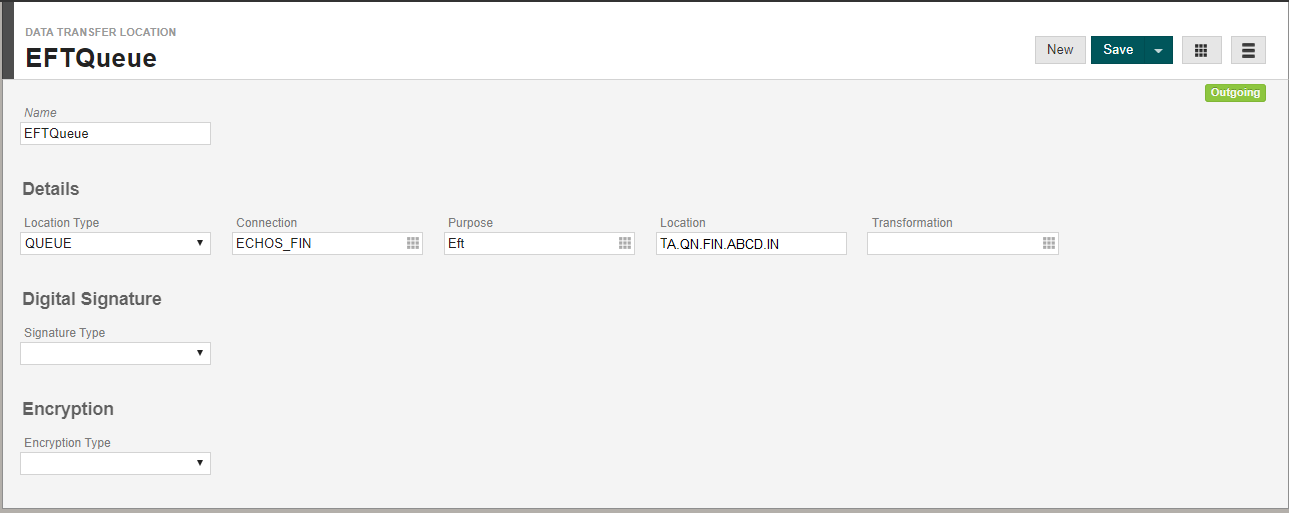 DATA TRANSFER LOCATION
EFTQueue
New Save
Outgoing
Name
EFTQueue
Details
Location Type Connection Purpose Location Transformation
QUEUE ECHOS_FIN Eft TA.QN.FIN.ABCD.IN
Digital Signature
Signature Type
Encryption
Encryption Type